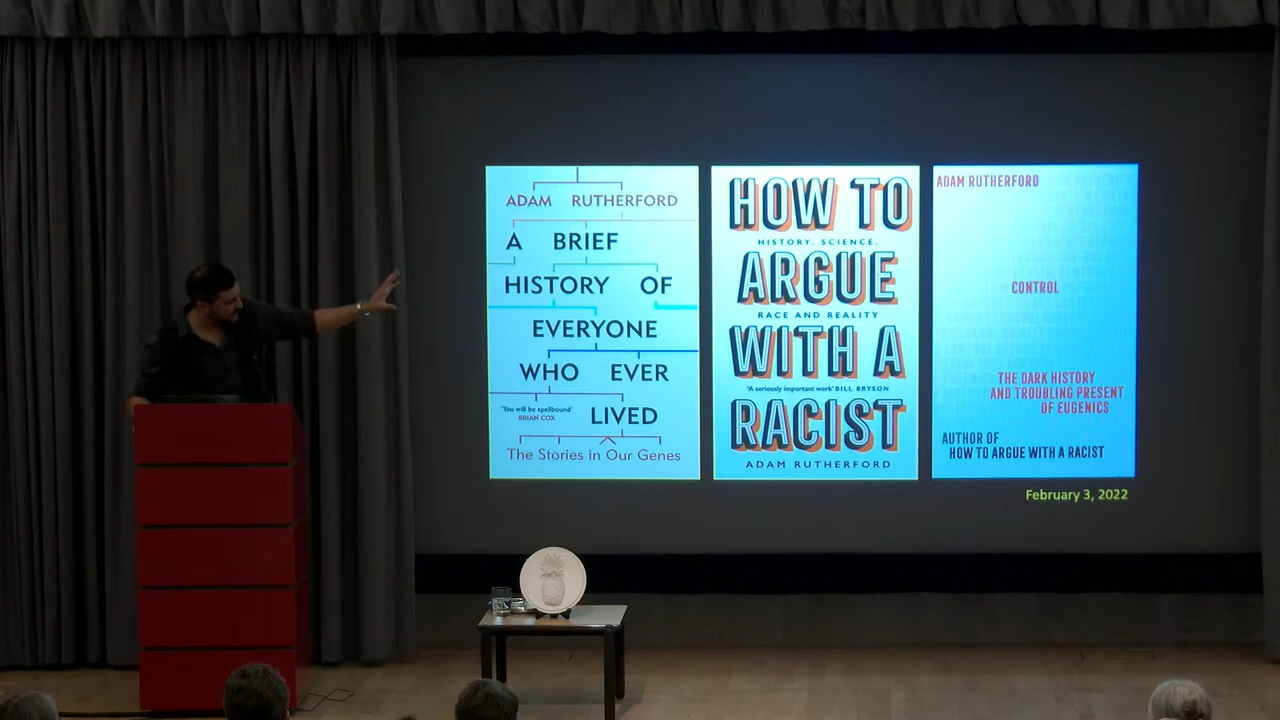 ADAM RUTHERFORD
A BRIEF
HISTORY OF
EVERYONE
WHO EVER
'You will be spellbound'
BRIAN COX
LIVED
The Stories in Our Genes
HOW TO
HISTORY, SCIENCE,
ARGUE
RACE AND REALITY
WITH A
'A seriously important work' BILL BRYSON
RACIST
ADAM RUTHERFORD
ADAM RUTHERFORD
CONTROL
THE DARK HISTORY
AND TROUBLING PRESENT
OF EUGENICS
AUTHOR OF
HOW TO ARGUE WITH A RACIST
February 3, 2022